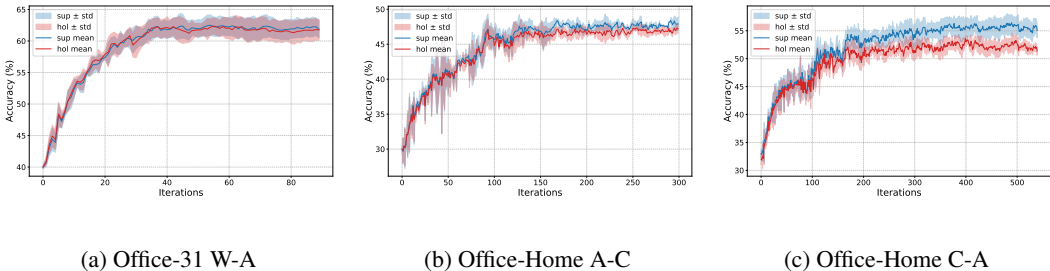 65
60
55
50
45
40
Accuracy (%)
sup ± std
hol ± std
sup mean
hol mean
0
20
40
60
80
Iterations
50
45
40
35
30
Accuracy (%)
sup ± std
hol ± std
sup mean
hol mean
0
50
100
150
200
250
300
Iterations
55
50
45
40
35
30
Accuracy (%)
sup ± std
hol ± std
sup mean
hol mean
0
100
200
300
400
500
Iterations
(a) Office-31 W-A
(b) Office-Home A-C
(c) Office-Home C-A